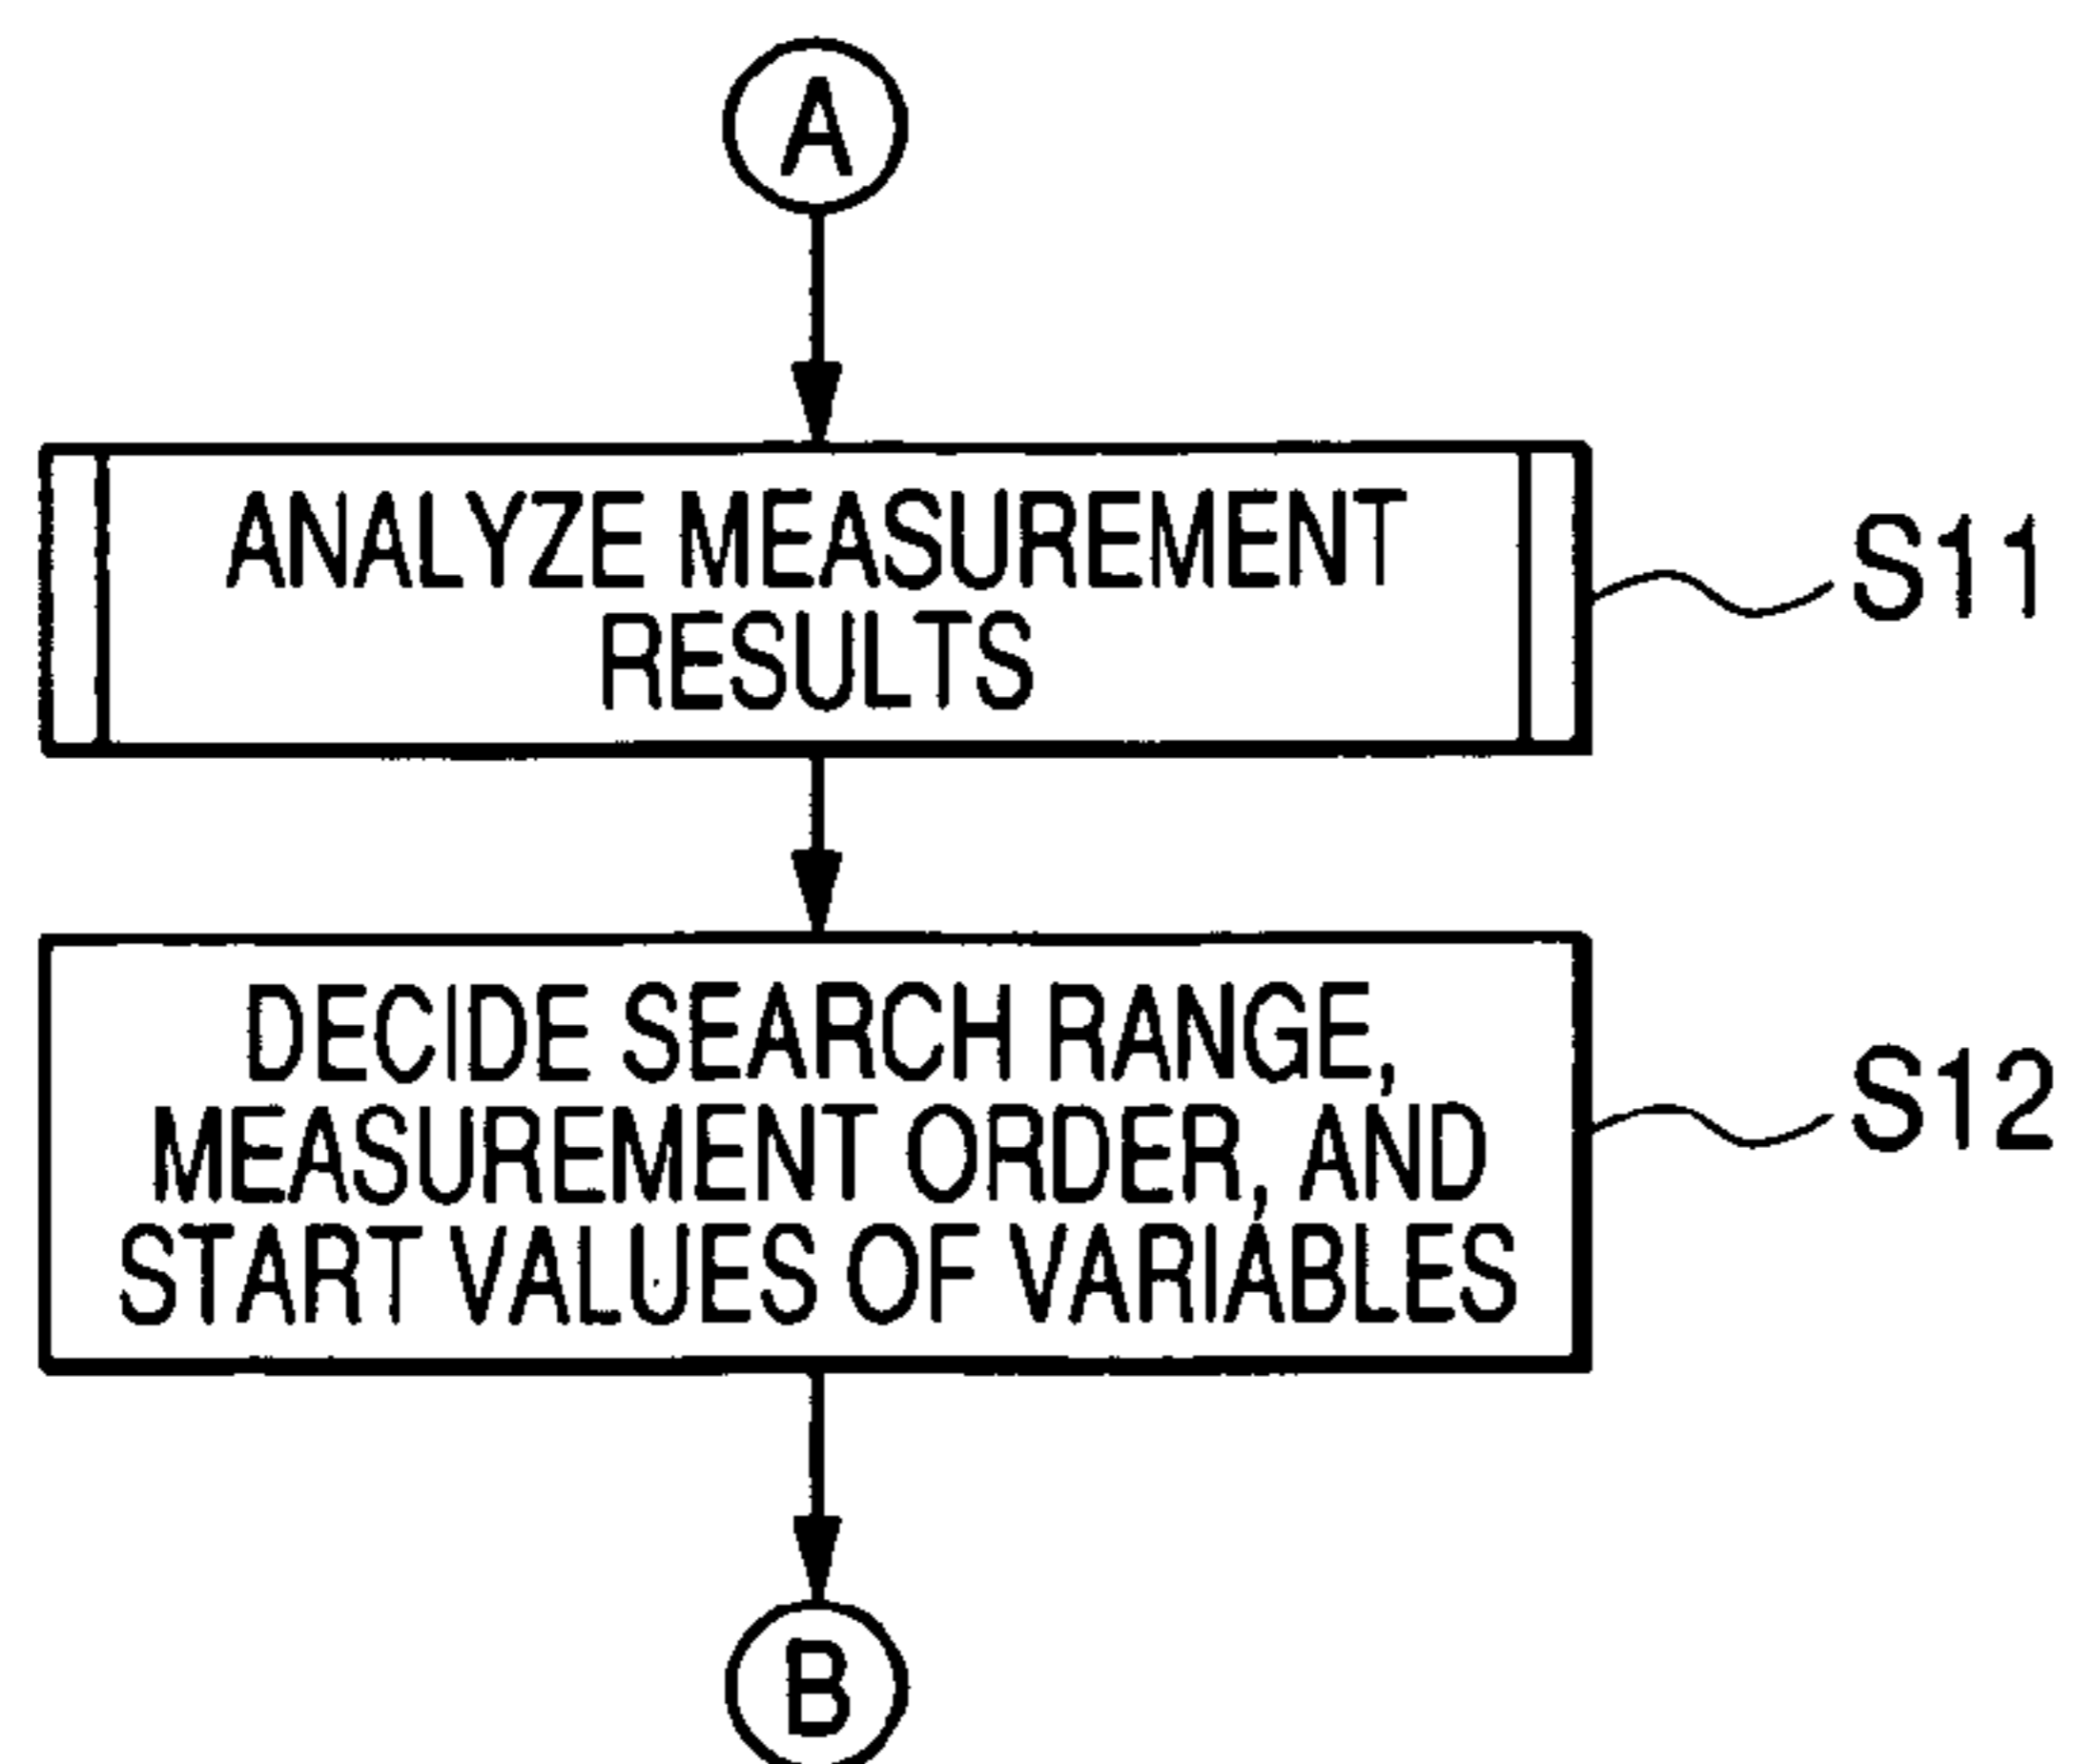 A
ANALYZE MEASUREMENT
RESULTS
S11
DECIDE SEARCH RANGE,
MEASUREMENT ORDER, AND
START VALUES OF VARIABLES
S12
B